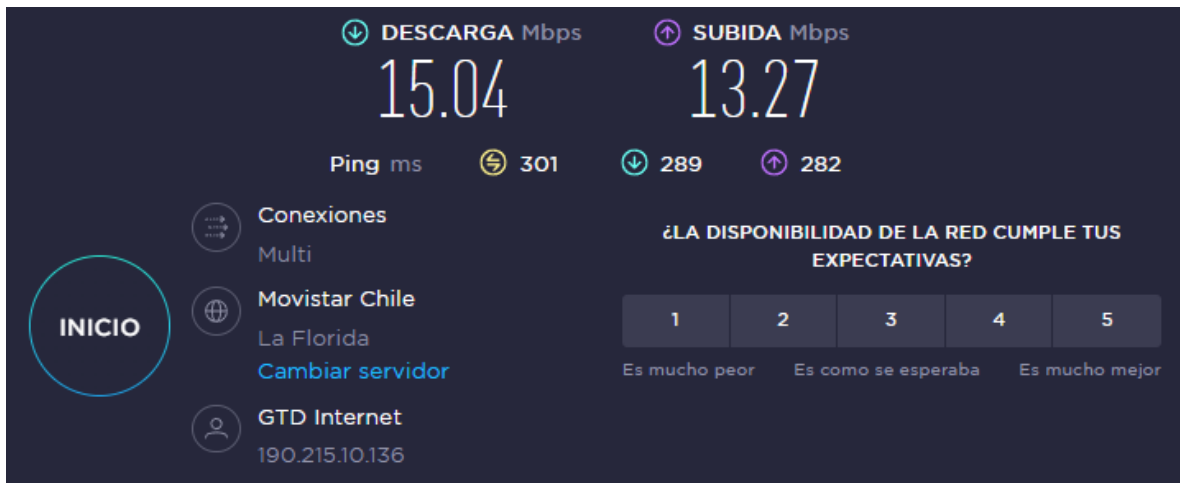 DESCARGA Mbps
SUBIDA Mbps
15.04
13.27
Ping ms 301 289 282
Conexiones
Multi
Movistar Chile
La Florida
Cambiar servidor
GTD Internet
190.215.10.136
INICIO
¿LA DISPONIBILIDAD DE LA RED CUMPLE TUS
EXPECTATIVAS?
1 2 3 4 5
Es mucho peor Es como se esperaba Es mucho mejor